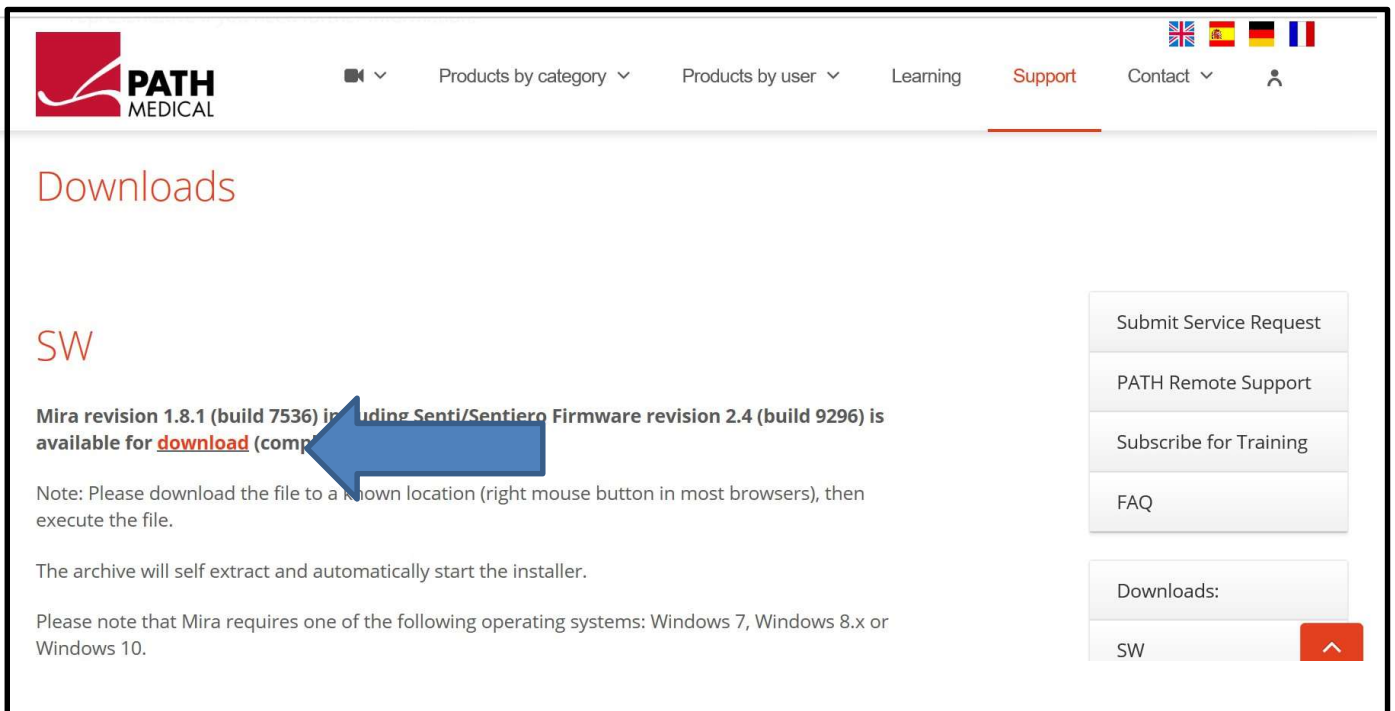 PATH
MEDICAL
Products by category
Products by user
Learning
Support
Contact
Downloads
SW
Mira revision 1.8.1 (build 7536) including Senti/Sentiero Firmware revision 2.4 (build 9296) is
available for download (comp
Note: Please download the file to a known location (right mouse button in most browsers), then
execute the file.
The archive will self extract and automatically start the installer.
Please note that Mira requires one of the following operating systems: Windows 7, Windows 8.x or
Windows 10.
Submit Service Request
PATH Remote Support
Subscribe for Training
FAQ
Downloads:
SW